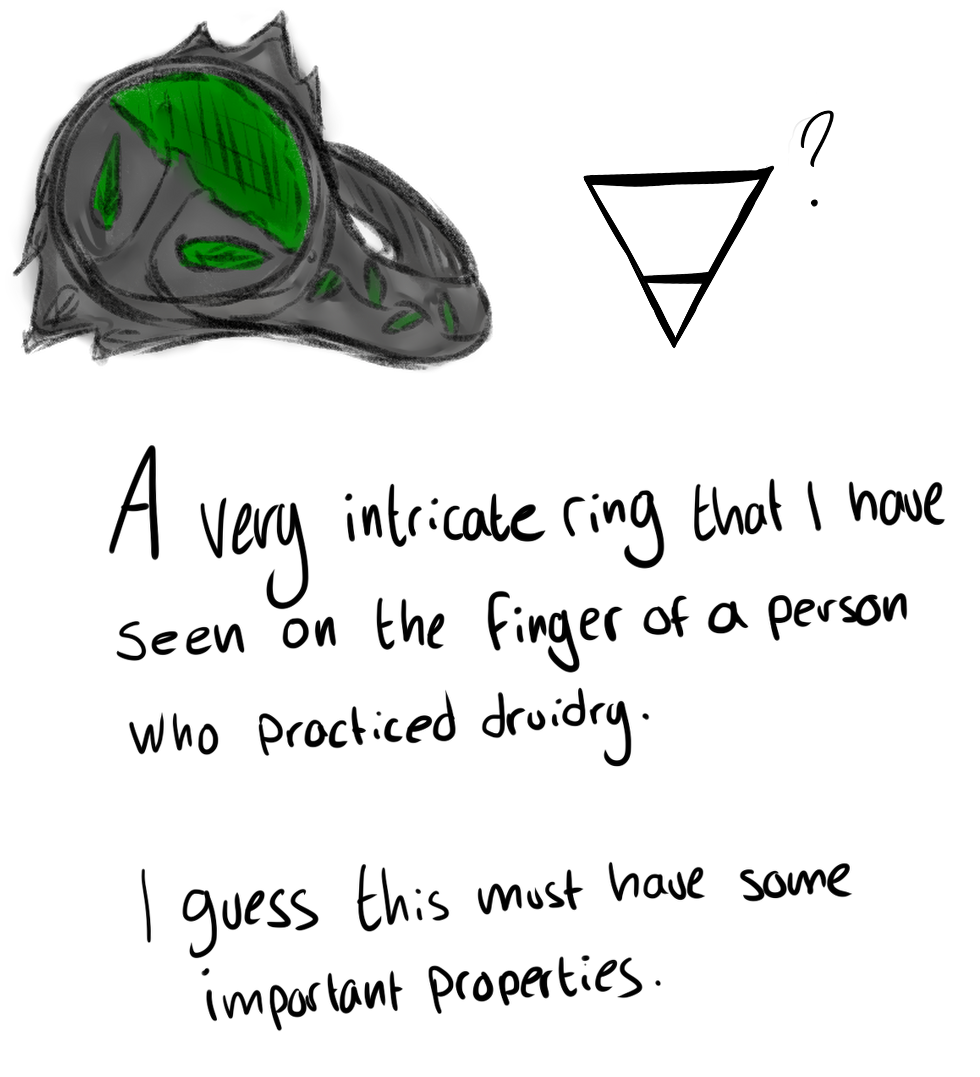 ?
A very intricate ring that I have
seen on the finger of a person
who practiced druidry.
I guess this must have some
important properties.